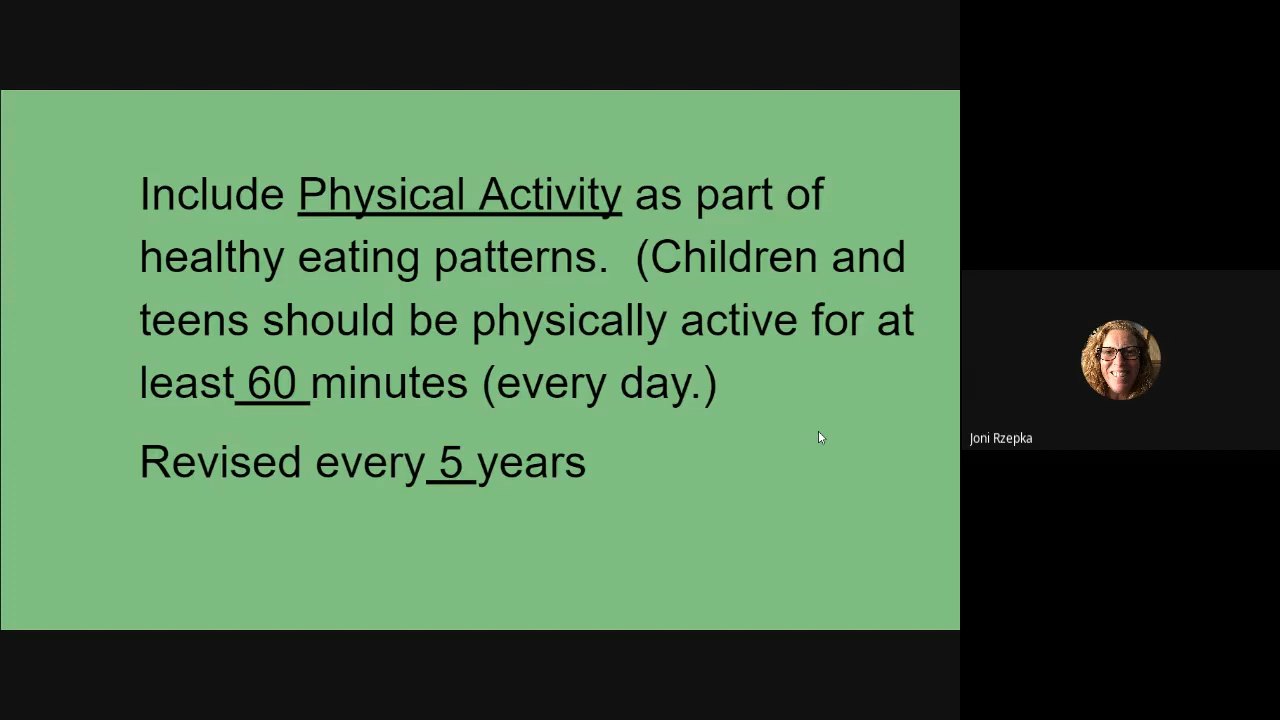 Include Physical Activity as part of
healthy eating patterns.  (Children and
teens should be physically active for at
least 60 minutes (every day.)
Revised every 5 years
Joni Rzepka